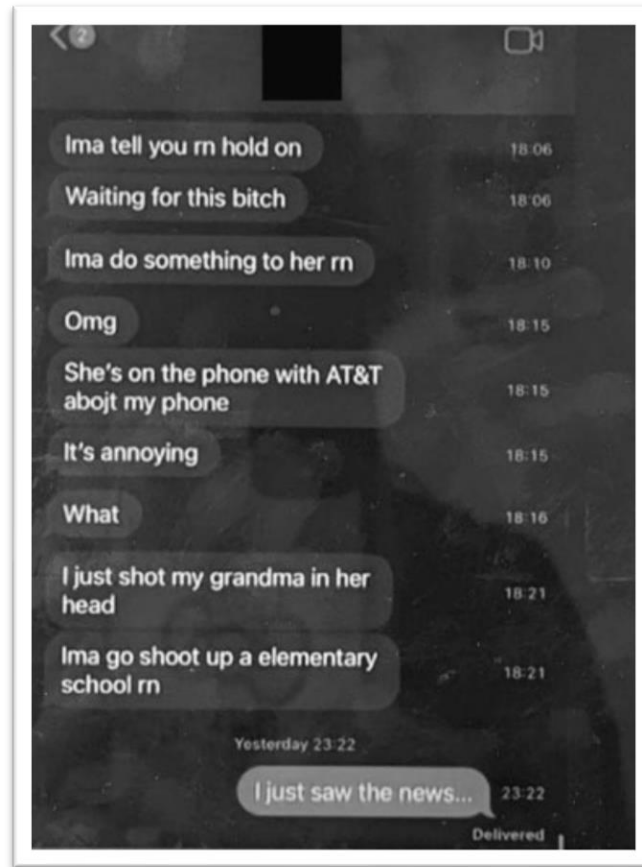 2
Ima tell you rn hold on
18:06
Waiting for this bitch
18:06
Ima do something to her rn
18:10
Omg
18:15
She's on the phone with AT&T
abojt my phone
18:15
It's annoying
18:15
What
18:16
I just shot my grandma in her
head
18:21
Ima go shoot up a elementary
school rn
18:21
Yesterday 23:22
I just saw the news...
23:22
Delivered